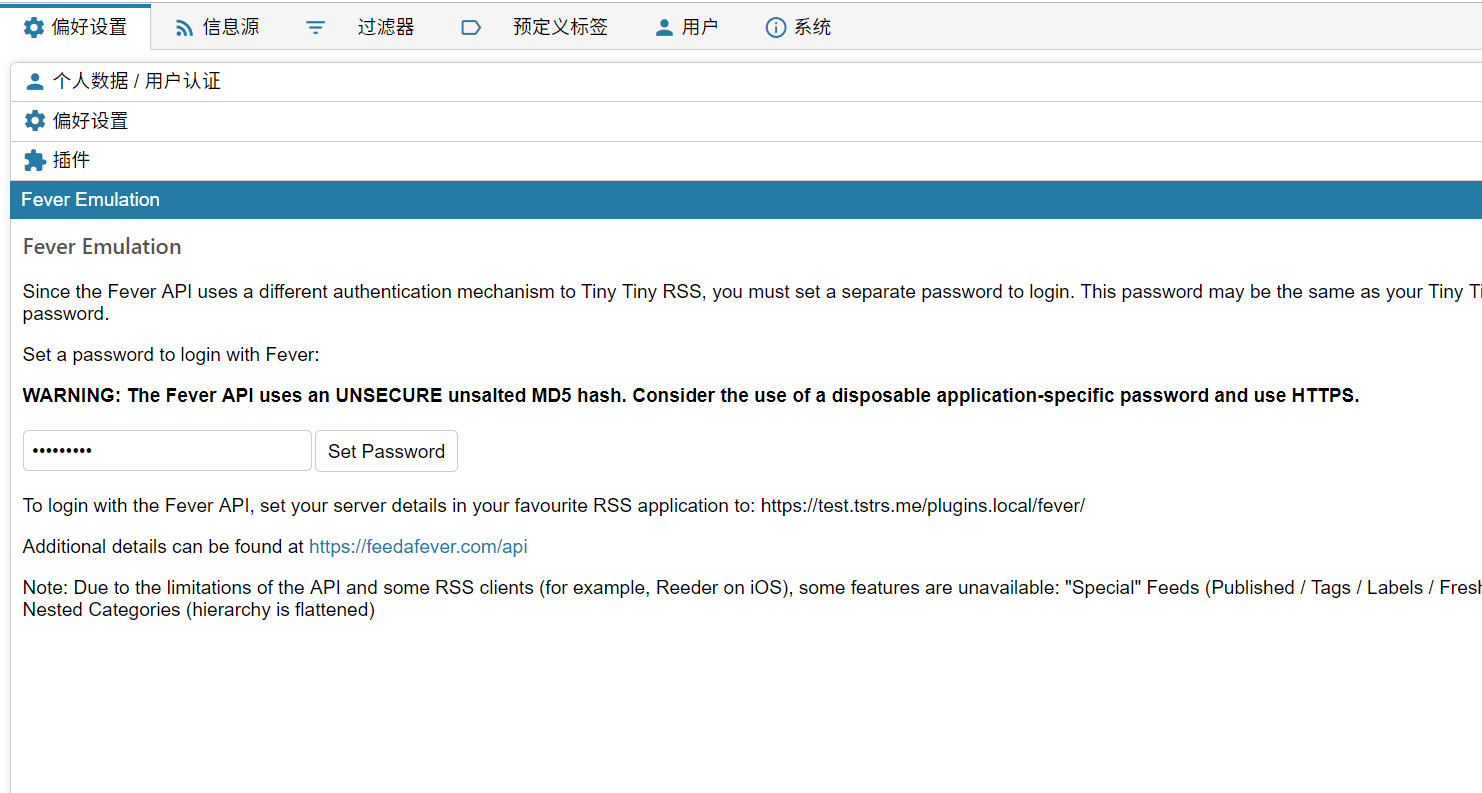 偏好设置 信息源 过滤器 预定义标签 用户 系统
个人数据 / 用户认证
偏好设置
插件
Fever Emulation
Fever Emulation
Since the Fever API uses a different authentication mechanism to Tiny Tiny RSS, you must set a separate password to login. This password may be the same as your Tiny
password.
Set a password to login with Fever:
WARNING: The Fever API uses an UNSECURE unsalted MD5 hash. Consider the use of a disposable application-specific password and use HTTPS.
••••••••• Set Password
To login with the Fever API, set your server details in your favourite RSS application to: https://test.tstrs.me/plugins.local/fever/
Additional details can be found at https://feedafever.com/api
Note: Due to the limitations of the API and some RSS clients (for example, Reeder on iOS), some features are unavailable: "Special" Feeds (Published / Tags / Labels /
Nested Categories (hierarchy is flattened)